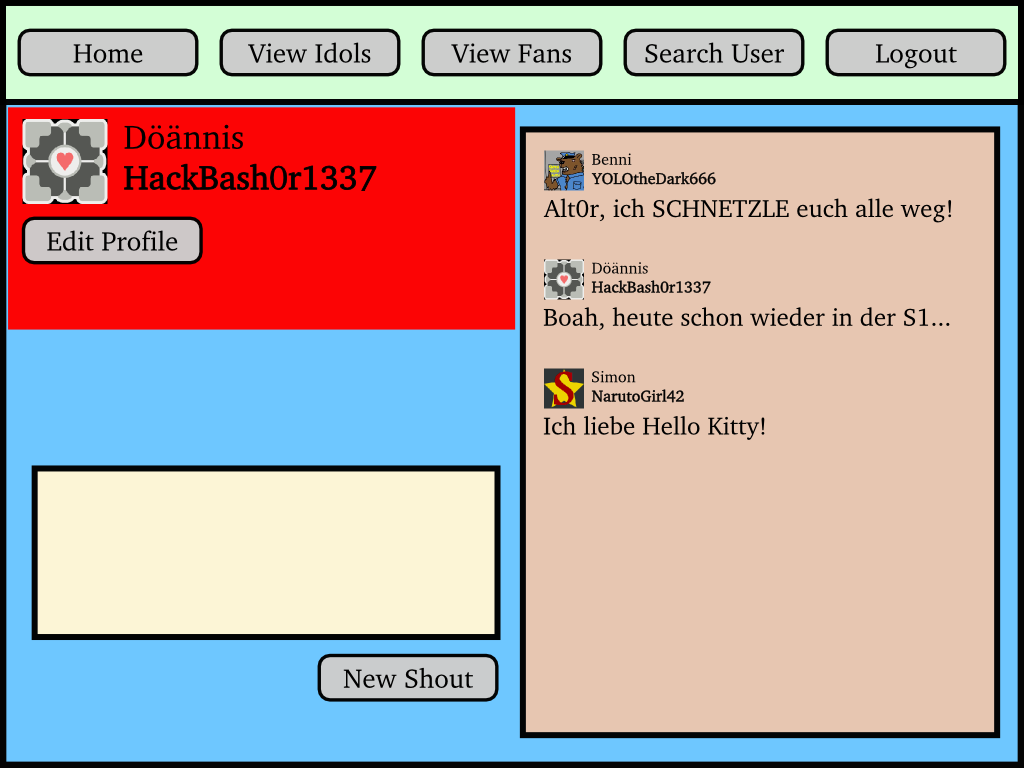 Home
View Idols
View Fans
Search User
Logout
Döännis
HackBash0r1337
Edit Profile
New Shout
Benni
YOLOtheDark666
Alt0r, ich SCHNETZLE euch alle weg!
Döännis
HackBash0r1337
Boah, heute schon wieder in der S1...
Simon
NarutoGirl42
Ich liebe Hello Kitty!